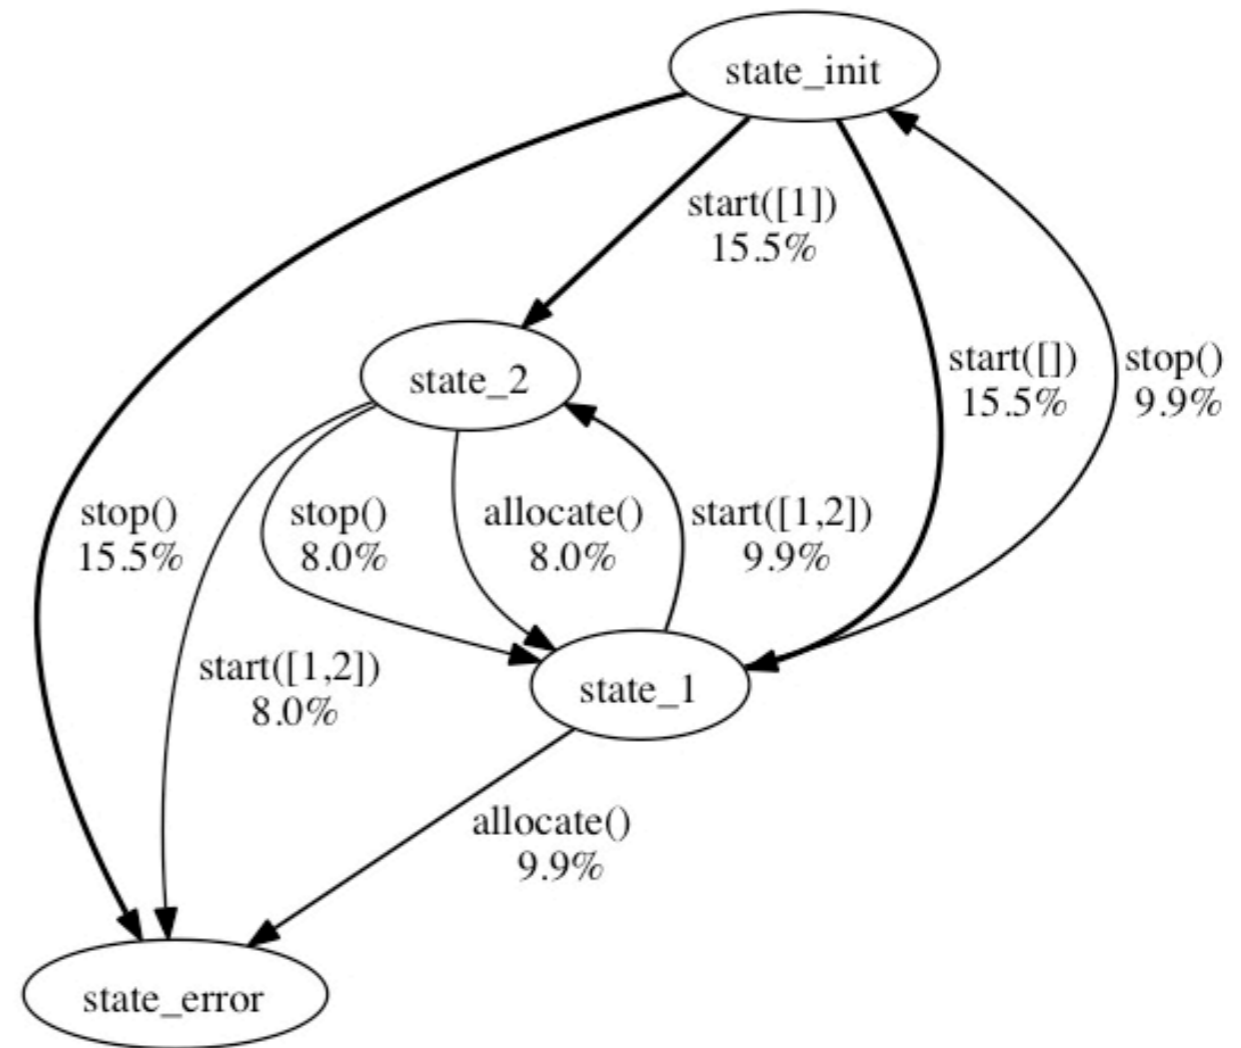 state_init
start([1])
15.5%
start([])
15.5%
stop()
9.9%
state_2
stop()
15.5%
stop()
8.0%
allocate()
8.0%
start([1,2])
9.9%
start([1,2])
8.0%
state_1
allocate()
9.9%
state_error